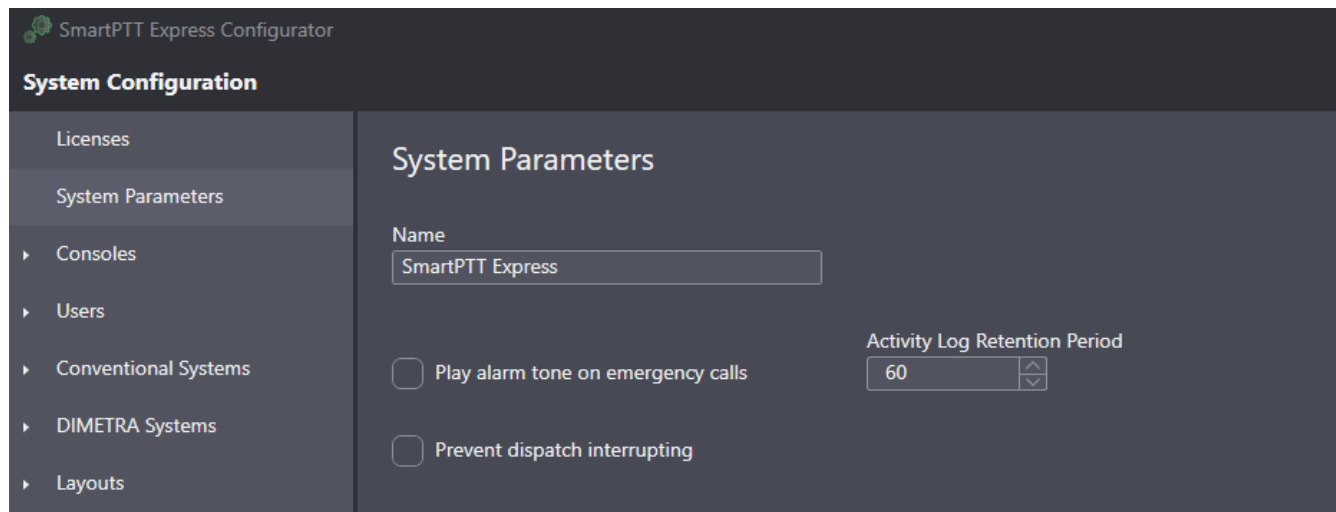 SmartPTT Express Configurator
System Configuration
Licenses
System Parameters
Consoles
Users
Conventional Systems
DIMETRA Systems
Layouts
System Parameters
Name
SmartPTT Express
Activity Log Retention Period
Play alarm tone on emergency calls
60
Prevent dispatch interrupting